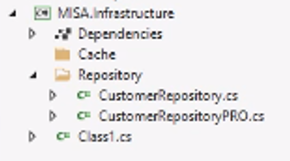 MISA.Infrastructure
Dependencies
Cache
Repository
CustomerRepository.cs
CustomerRepositoryPRO.cs
Class1.cs